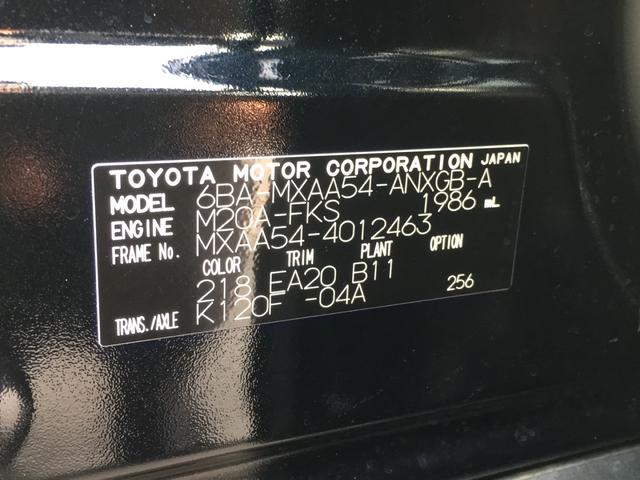 TOYOTA MOTOR CORPORATION JAPAN
MODEL 6BA-MXAA54-ANXGB-A
ENGINE M20A-FKS 1986 mL
FRAME No. MXAA54-4012463
COLOR TRIM PLANT OPTION
218 EA20 B11 256
TRANS./AXLE K120F -04A